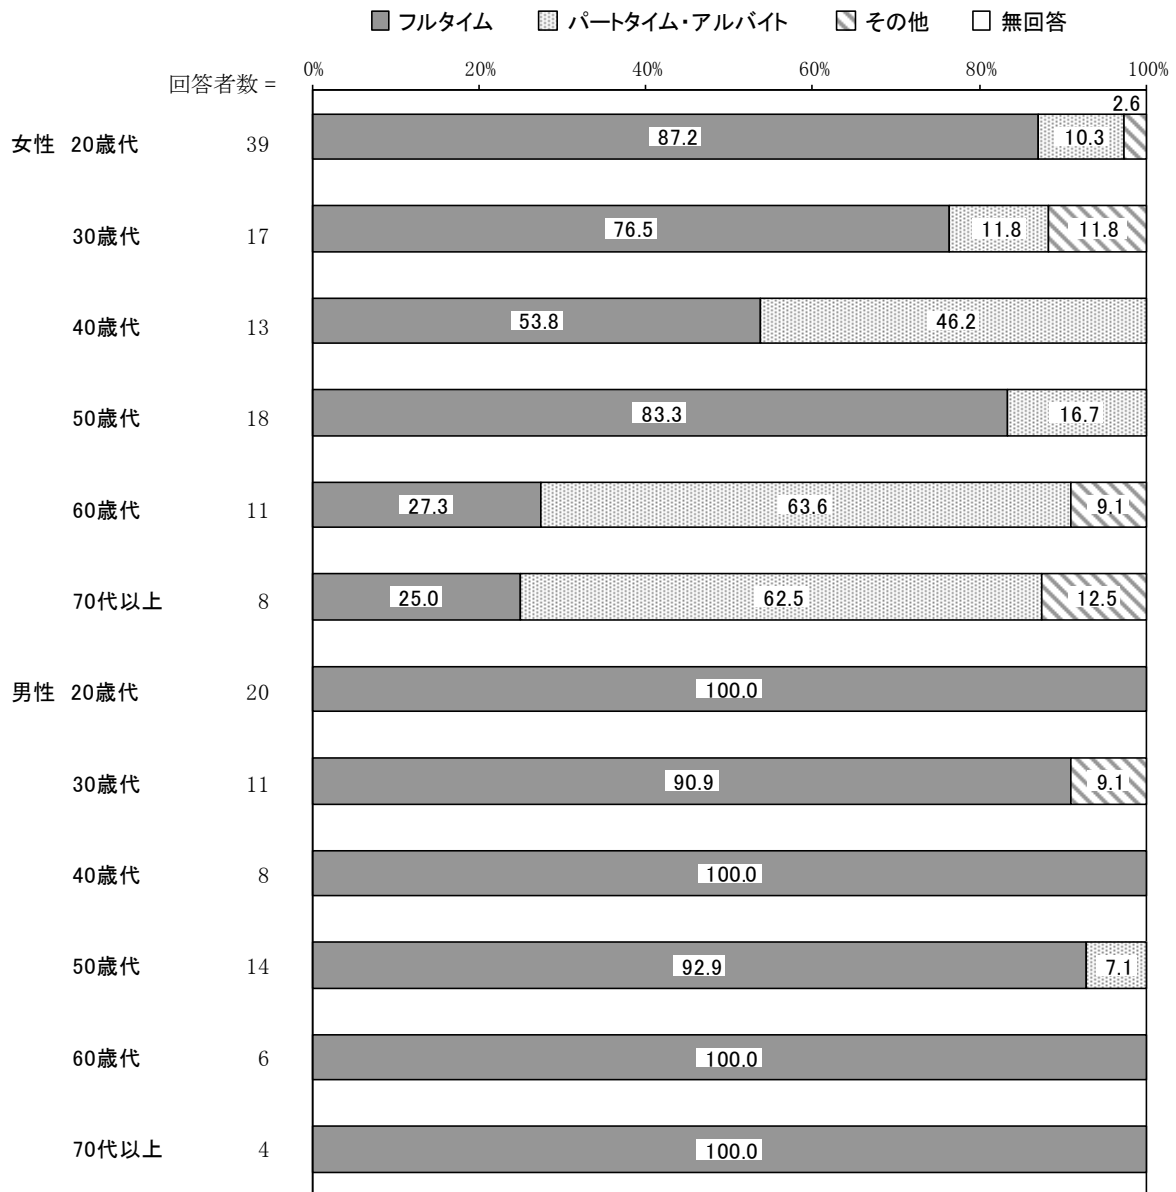 フルタイム パートタイム・アルバイト その他 無回答
回答者数 = 0% 20% 40% 60% 80% 100%
2.6
女性 20歳代 39 87.2 10.3
30歳代 17 76.5 11.8 11.8
40歳代 13 53.8 46.2
50歳代 18 83.3 16.7
60歳代 11 27.3 63.6 9.1
70代以上 8 25.0 62.5 12.5
男性 20歳代 20 100.0
30歳代 11 90.9 9.1
40歳代 8 100.0
50歳代 14 92.9 7.1
60歳代 6 100.0
70代以上 4 100.0